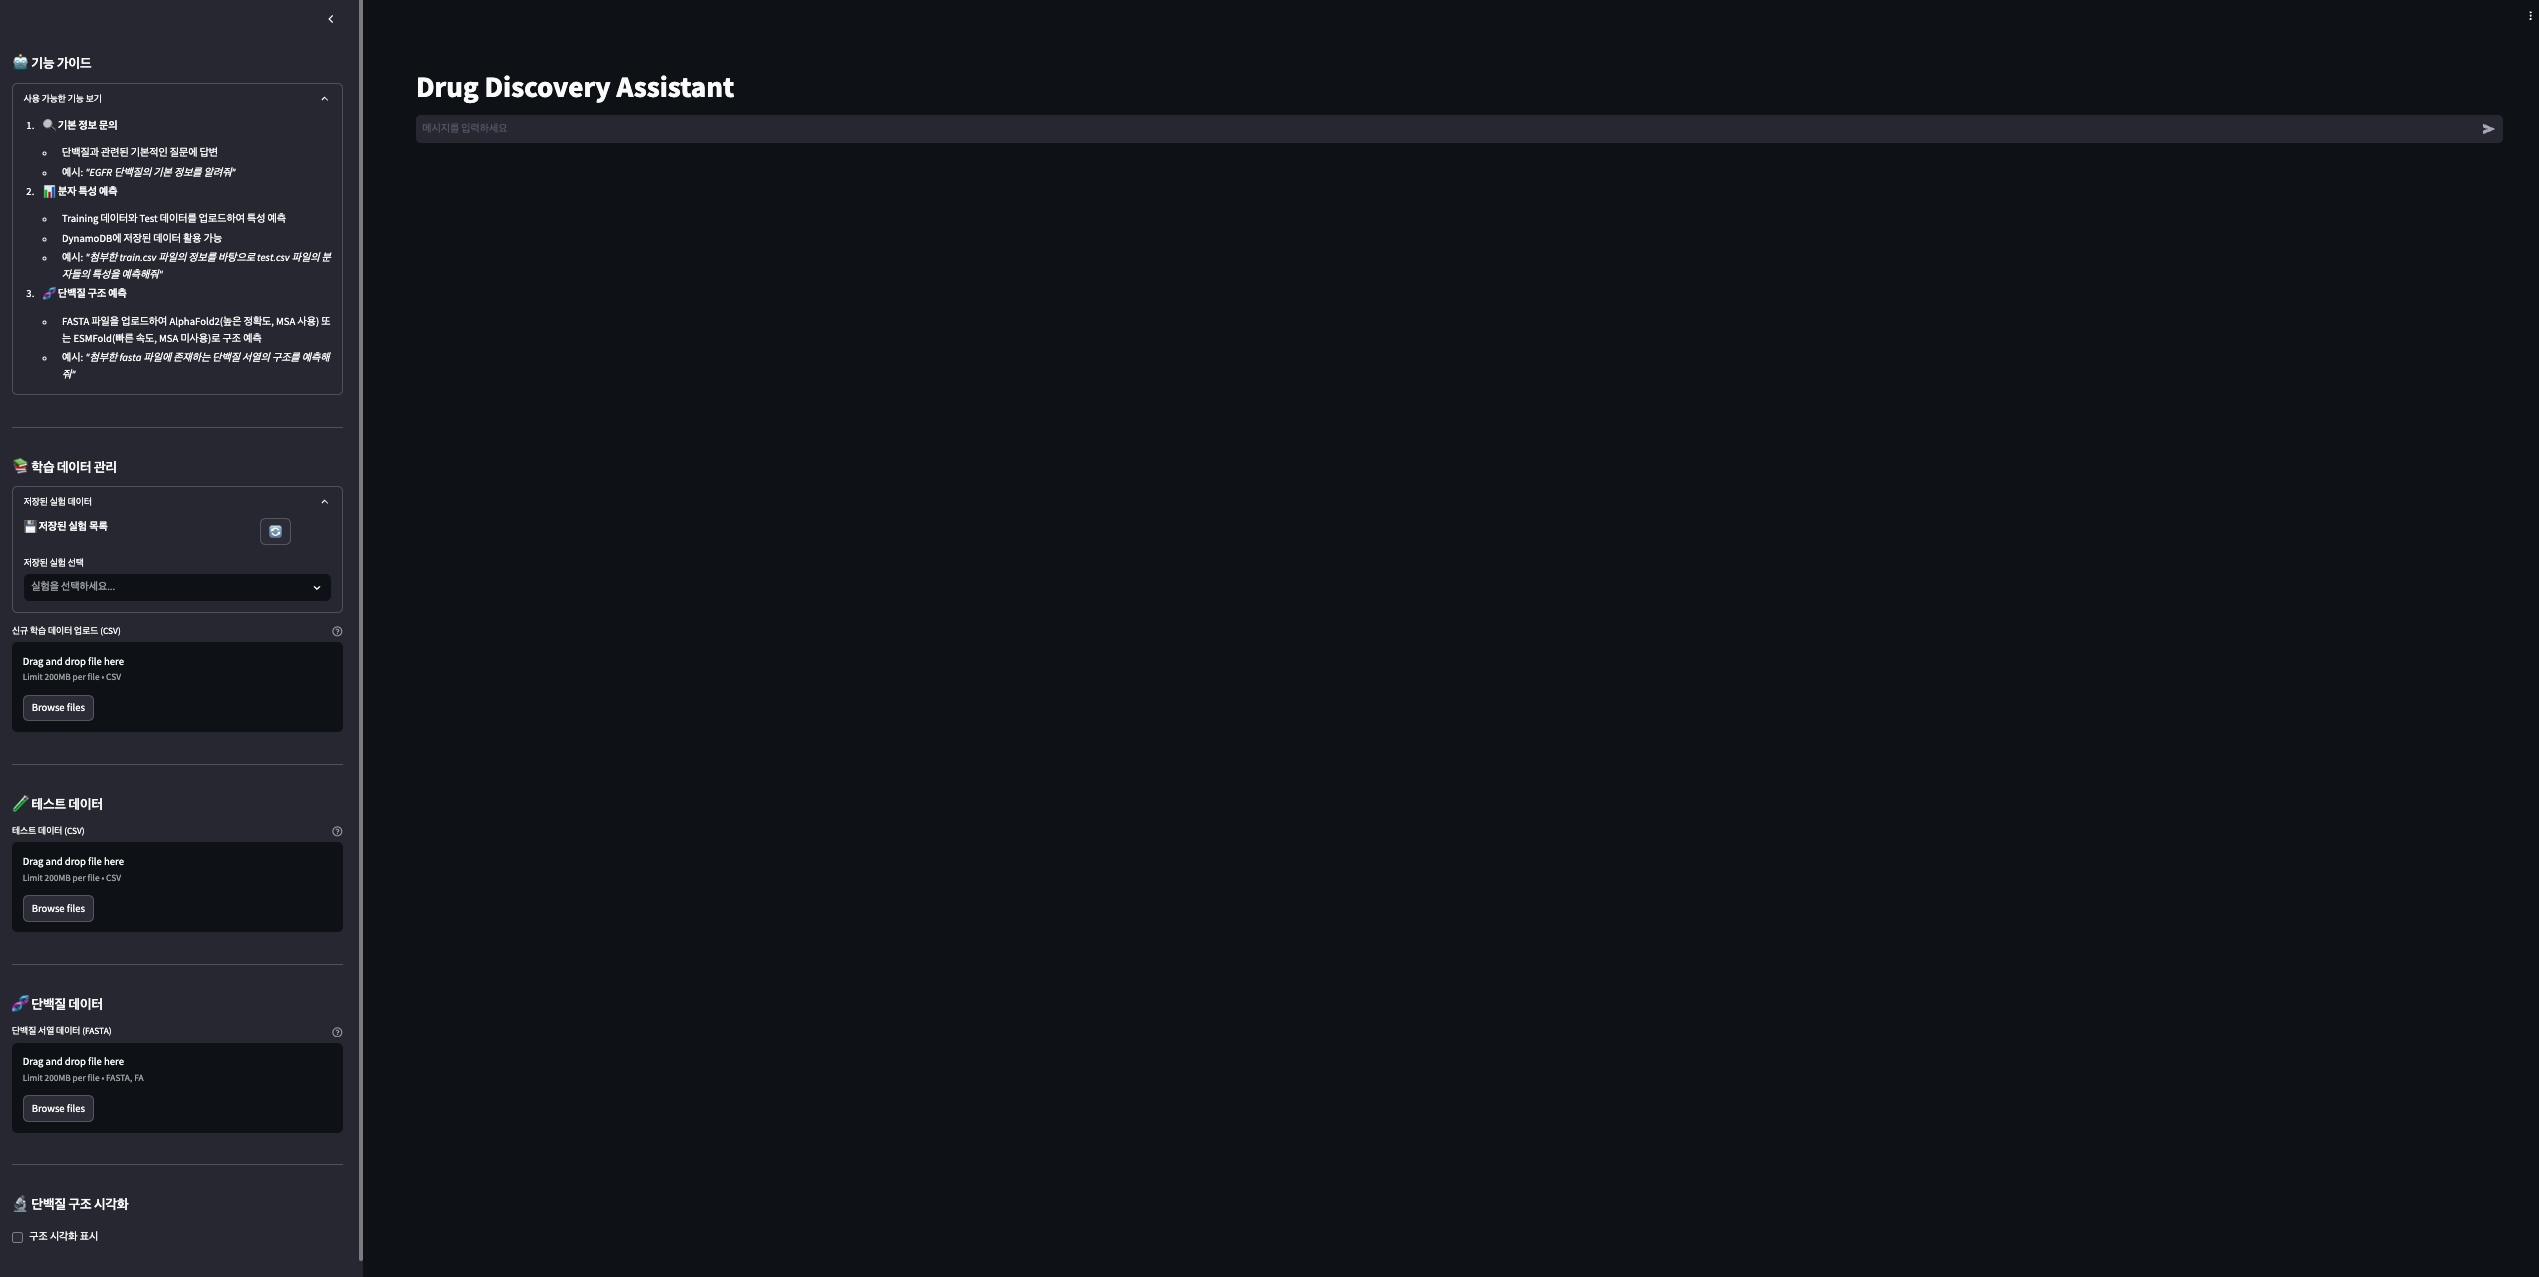 기능 가이드
사용 가능한 기능 보기
1. 기본 정보 문의
단백질과 관련된 기본적인 질문에 답변
예시: "EGFR 단백질의 기본 정보를 알려줘"
2. 분자 특성 예측
Training 데이터와 Test 데이터를 업로드하여 특성 예측
DynamoDB에 저장된 데이터 활용 가능
예시: "첨부한 train.csv 파일의 정보를 바탕으로 test.csv 파일의 분
자들의 특성을 예측해줘"
3. 단백질 구조 예측
FASTA 파일을 업로드하여 AlphaFold2(높은 정확도, MSA 사용) 또
는 ESMFold(빠른 속도, MSA 미사용)로 구조 예측
예시: "첨부한 fasta 파일에 존재하는 단백질 서열의 구조를 예측해
줘"
학습 데이터 관리
저장된 실험 데이터
저장된 실험 목록
저장된 실험 선택
실험을 선택하세요...
신규 학습 데이터 업로드 (CSV)
Drag and drop file here
Limit 200MB per file • CSV
Browse files
테스트 데이터
테스트 데이터 (CSV)
Drag and drop file here
Limit 200MB per file • CSV
Browse files
단백질 데이터
단백질 서열 데이터 (FASTA)
Drag and drop file here
Limit 200MB per file • FASTA, FA
Browse files
단백질 구조 시각화
구조 시각화 표시
Drug Discovery Assistant
메시지를 입력하세요